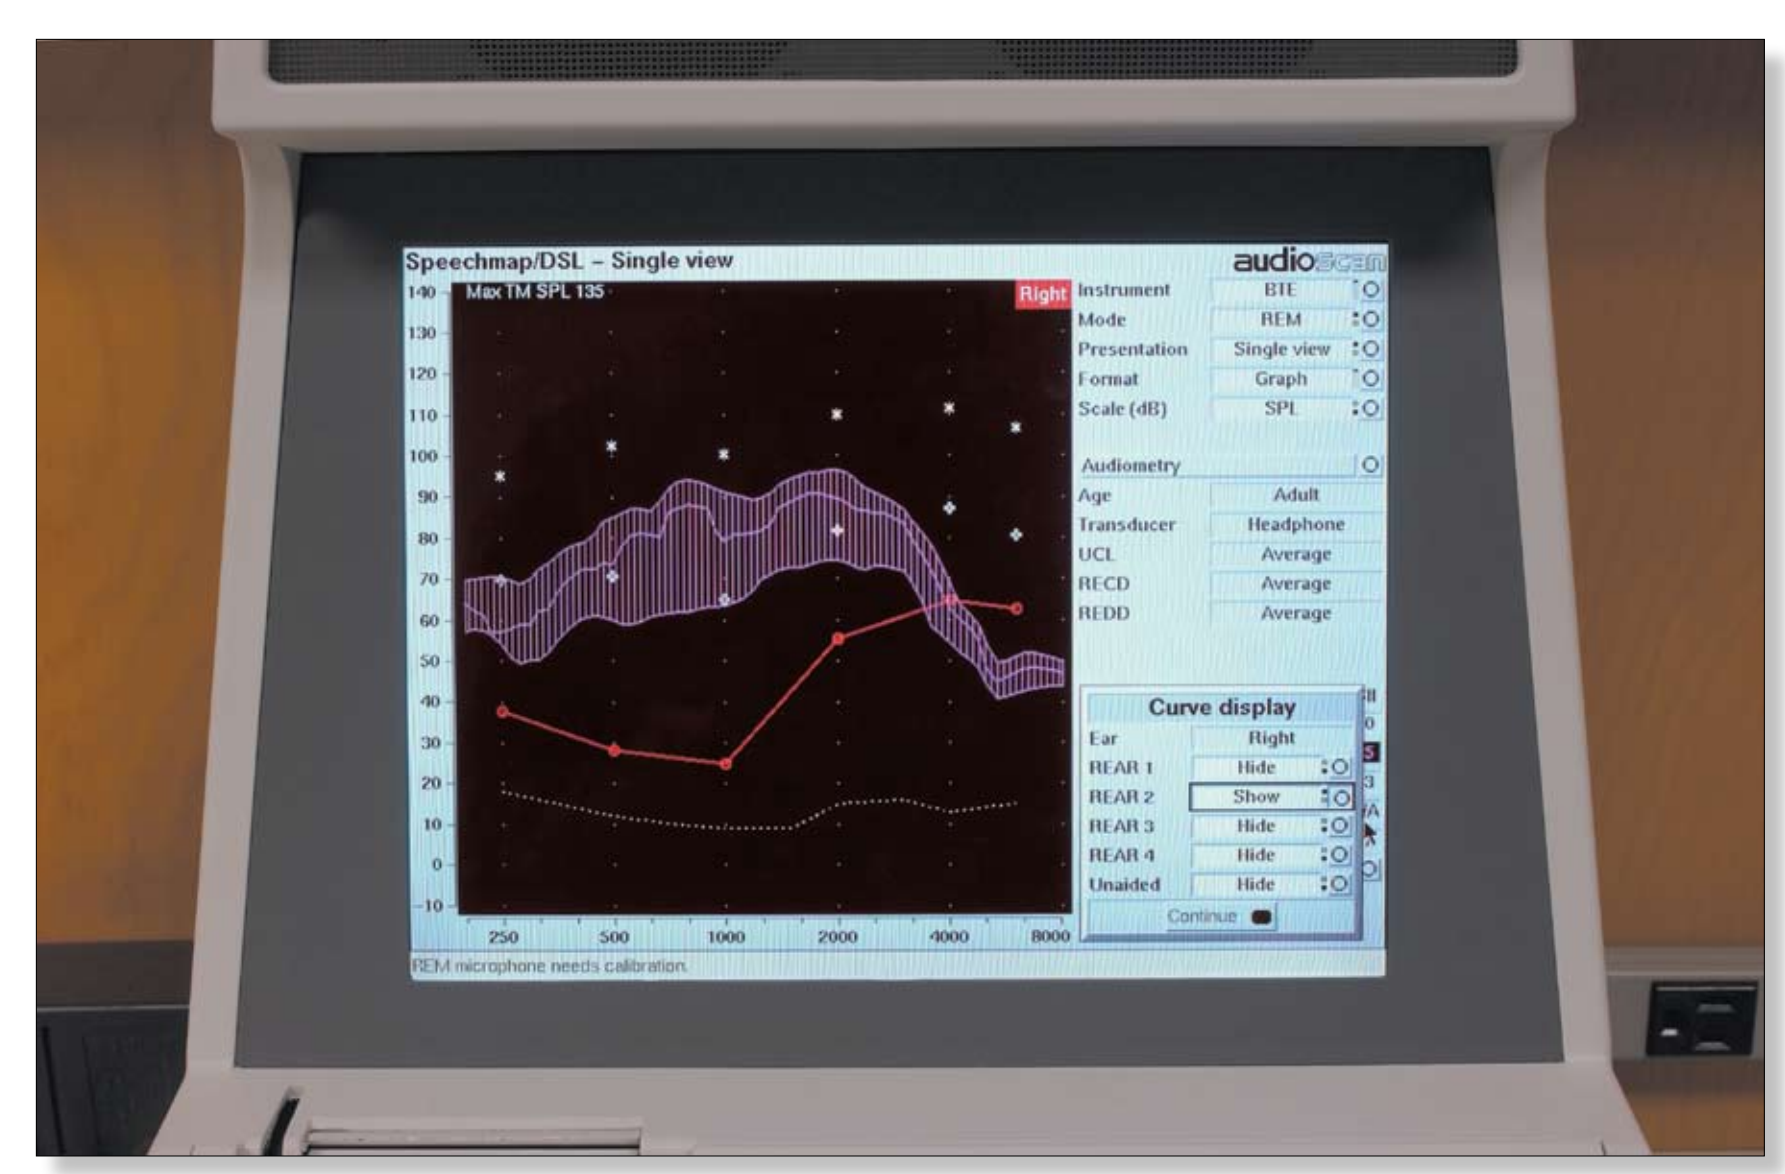 Speechmap/DSL – Single view
audioscan
Max TM SPL 135
Right
140
130
120
110
100
90
80
70
60
50
40
30
20
10
0
-10
250 500 1000 2000 4000 8000
Instrument BTE
Mode REM
Presentation Single view
Format Graph
Scale (dB) SPL
Audiometry
Age Adult
Transducer Headphone
UCL Average
RECD Average
REDD Average
Curve display
Ear Right
REAR 1 Hide
REAR 2 Show
REAR 3 Hide
REAR 4 Hide
Unaided Hide
Continue
REM microphone needs calibration.